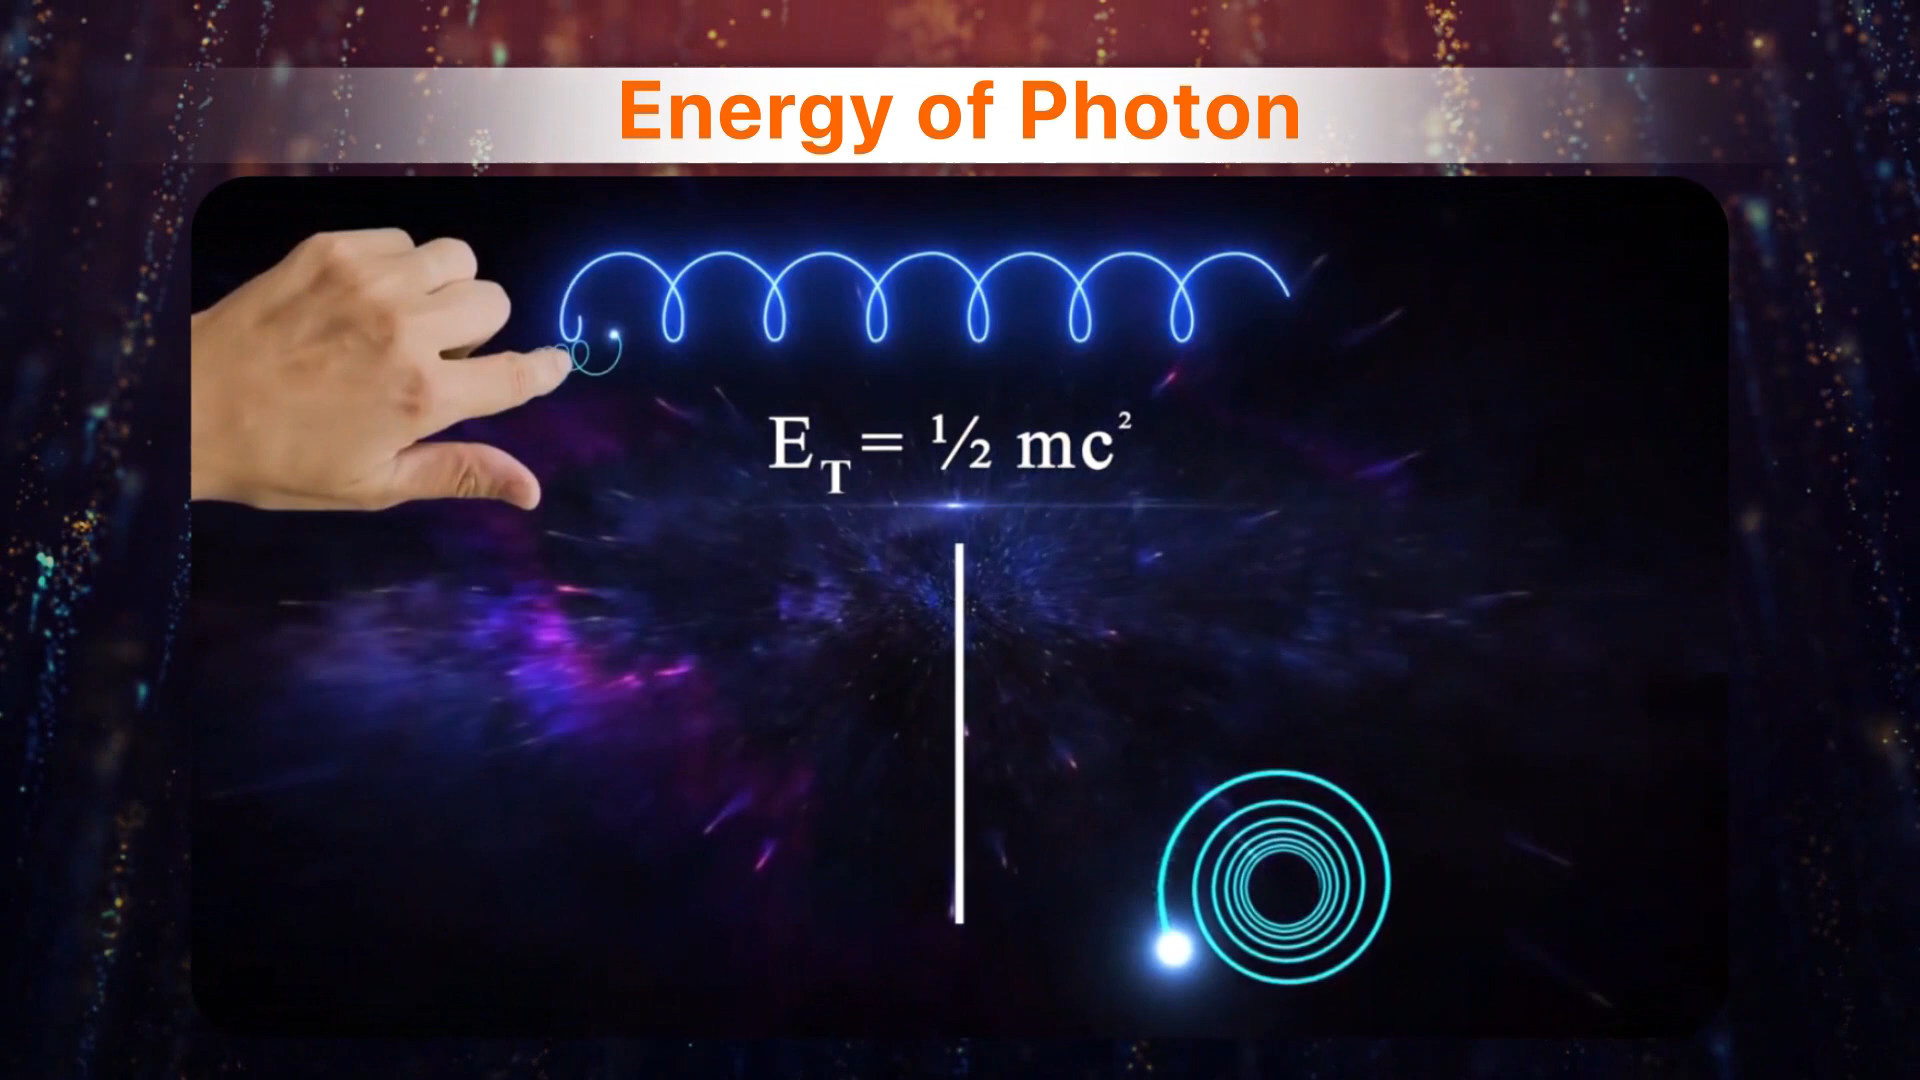 Energy of Photon
E_T = ½ mc²